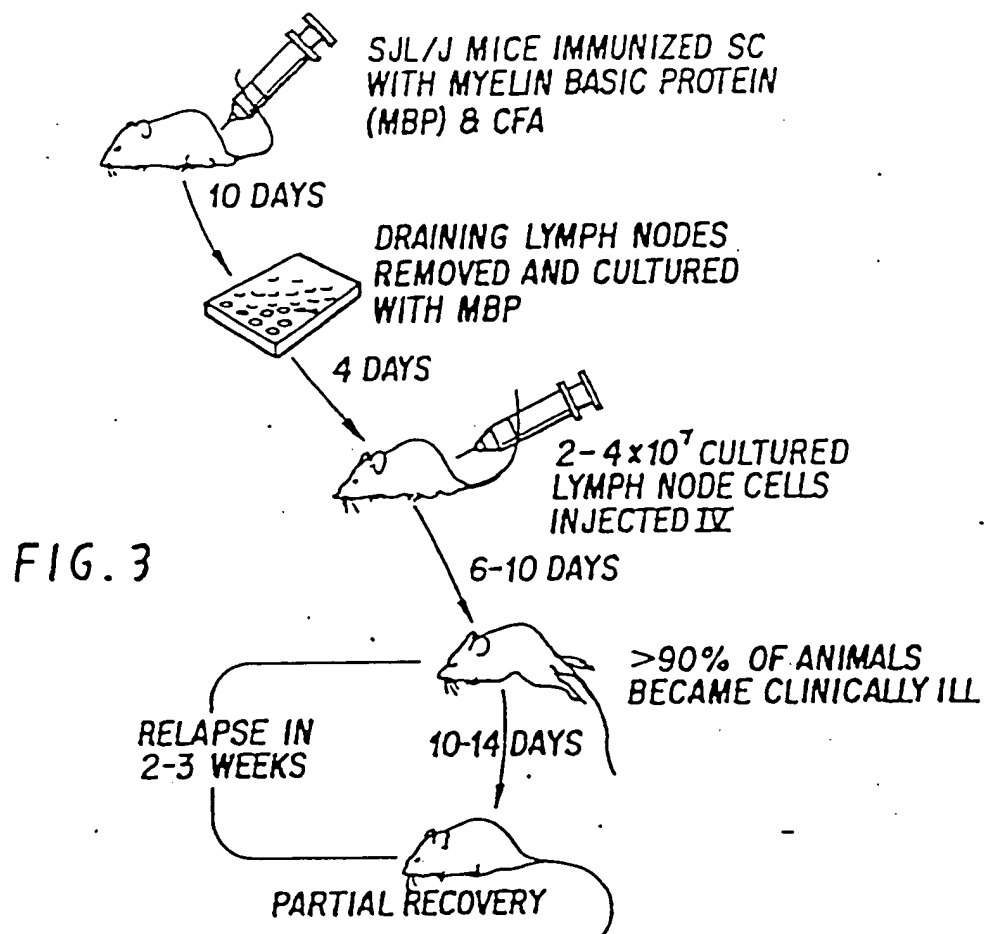 SJL/J MICE IMMUNIZED SC
WITH MYELIN BASIC PROTEIN
(MBP) & CFA
10 DAYS
DRAINING LYMPH NODES
REMOVED AND CULTURED
WITH MBP
4 DAYS
2-4x10⁷ CULTURED
LYMPH NODE CELLS
INJECTED IV
FIG. 3
6-10 DAYS
>90% OF ANIMALS
BECAME CLINICALLY ILL
RELAPSE IN
2-3 WEEKS
10-14 DAYS
PARTIAL RECOVERY